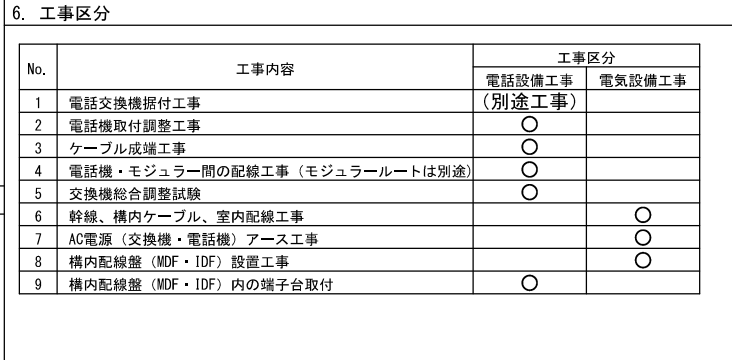 6. 工事区分
No. 工事内容 工事区分
電話設備工事 電気設備工事
1 電話交換機据付工事 (別途工事)
2 電話機取付調整工事 ○
3 ケーブル成端工事 ○
4 電話機・モジュラー間の配線工事（モジュラールートは別途) ○
5 交換機総合調整試験 ○
6 幹線、構内ケーブル、室内配線工事 ○
7 AC電源（交換機・電話機）アース工事 ○
8 構内配線盤（MDF・IDF）設置工事 ○
9 構内配線盤（MDF・IDF）内の端子台取付 ○